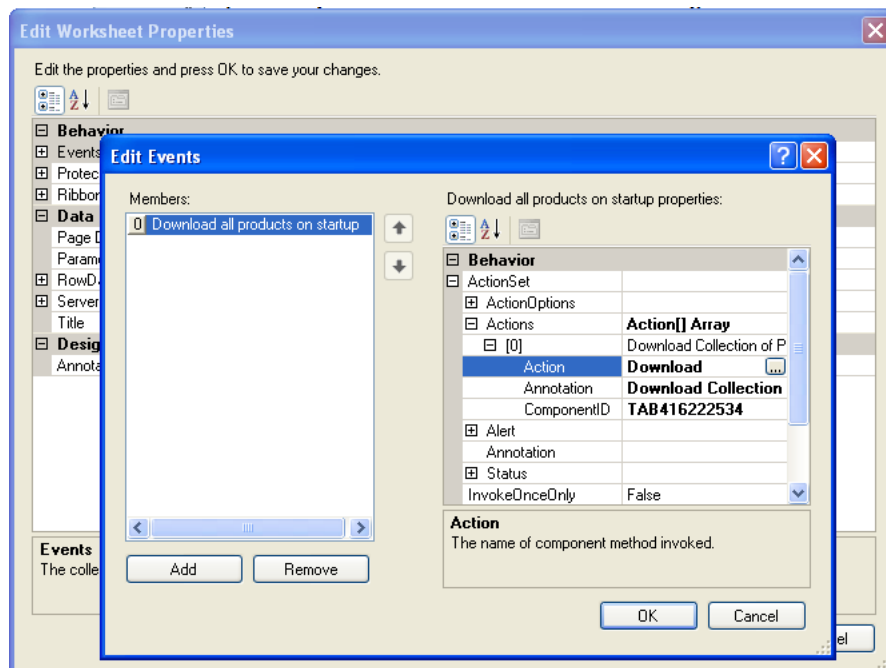 Edit Worksheet Properties
Edit the properties and press OK to save your changes.
Behavior
Events
Protec
Ribbon
Data
Page D
Parame
RowDa
Server
Title
Desig
Annota
Events
The colle
el
Edit Events
Members:
0 Download all products on startup
Add Remove
Download all products on startup properties:
Behavior
ActionSet
ActionOptions
Actions Action[] Array
[0] Download Collection of P
Action Download ...
Annotation Download Collection
ComponentID TAB416222534
Alert
Annotation
Status
InvokeOnceOnly False
Action
The name of component method invoked.
OK Cancel